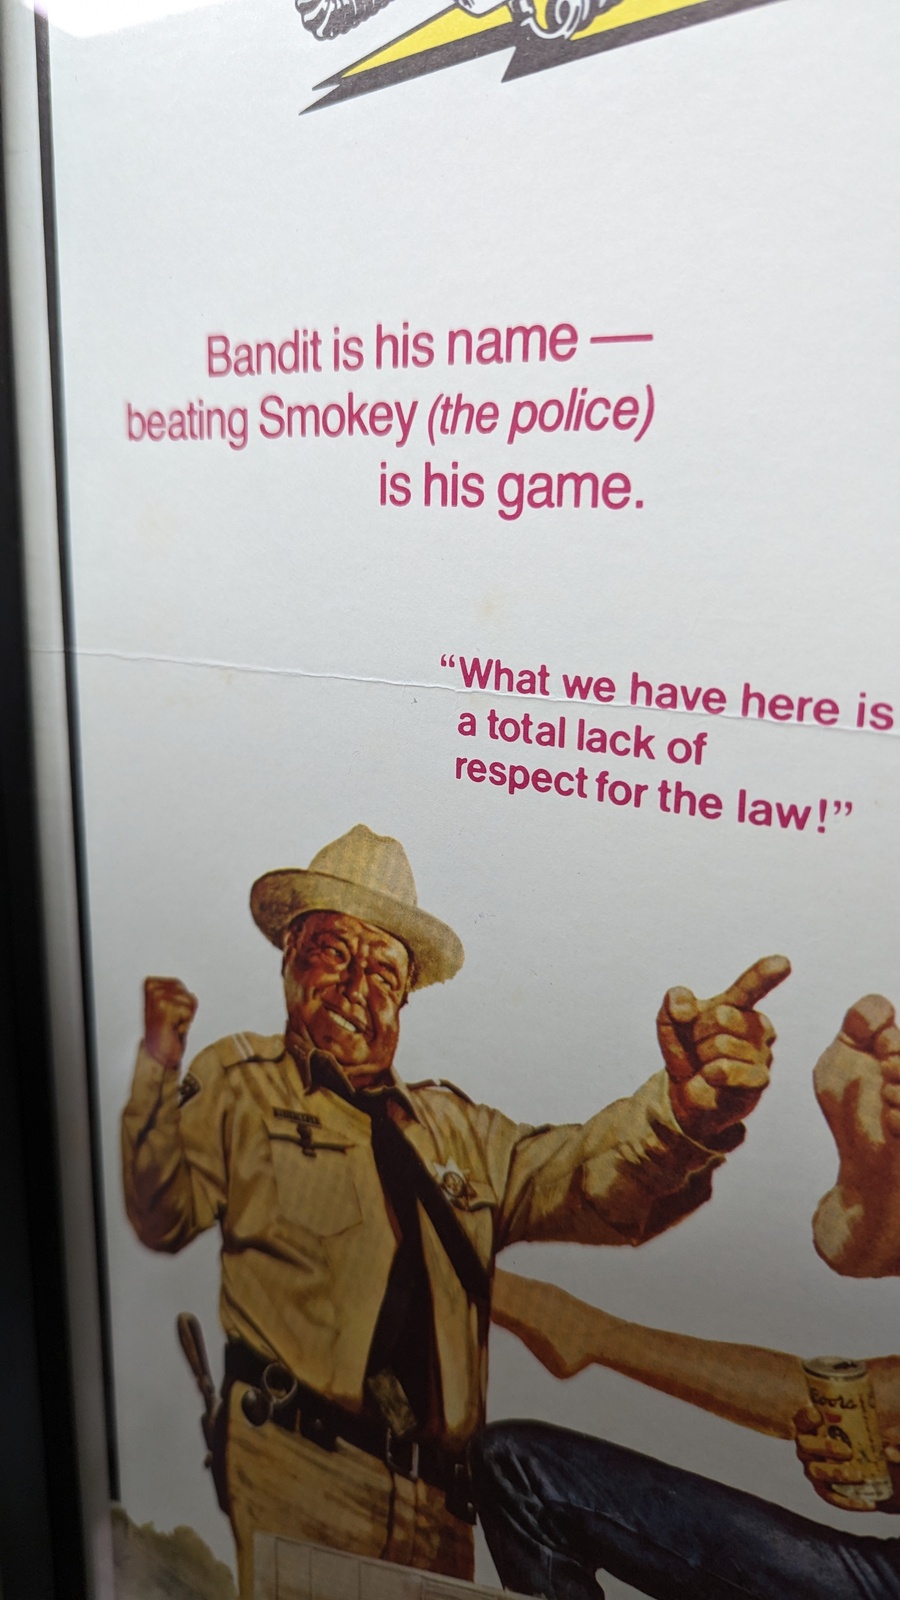 Bandit is his name —
beating Smokey (the police)
is his game.
“What we have here is
a total lack of
respect for the law!”
Coors